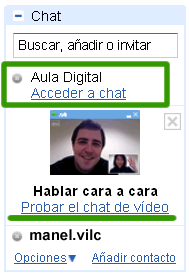 Chat
Buscar, añadir o invitar
Aula Digital
Acceder a chat
Hablar cara a cara
Probar el chat de vídeo
manel.vilc
Opciones▼ Añadir contacto